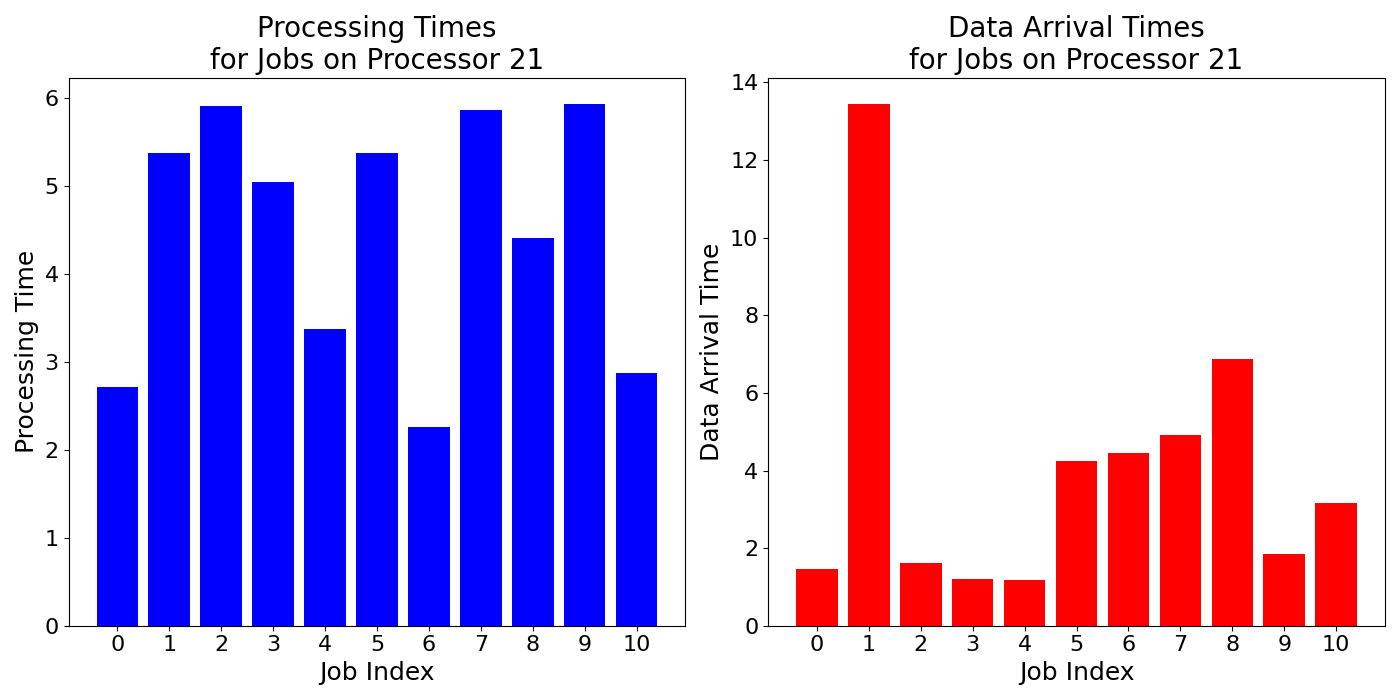 Processing Times
for Jobs on Processor 21
Processing Time
6
5
4
3
2
1
0
0 1 2 3 4 5 6 7 8 9 10
Job Index
Data Arrival Times
for Jobs on Processor 21
Data Arrival Time
14
12
10
8
6
4
2
0
0 1 2 3 4 5 6 7 8 9 10
Job Index